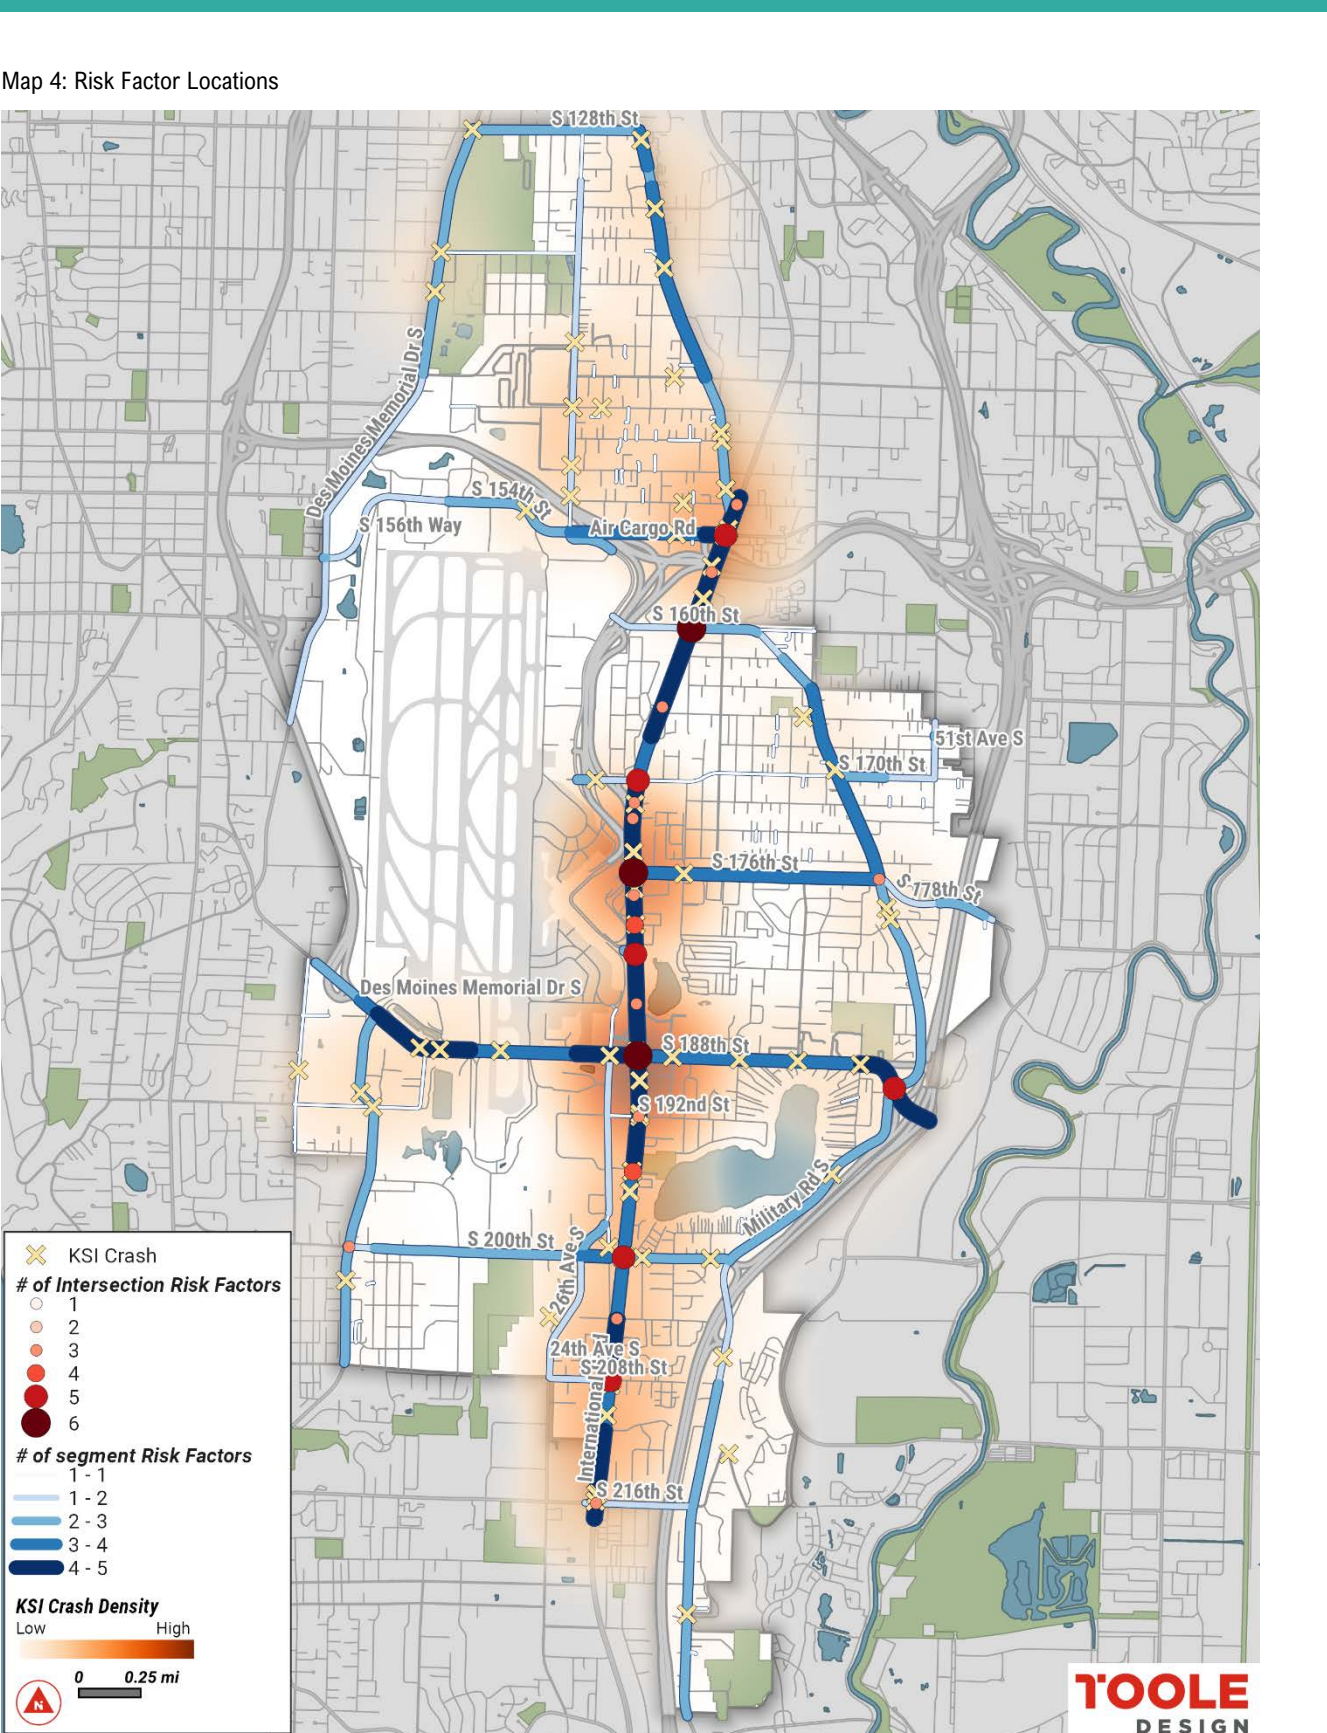 Map 4: Risk Factor Locations
S 128th St
Des Moines Memorial Dr S
S 154th St
S 156th Way
Air Cargo Rd
S 160th St
51st Ave S
S 170th St
S 176th St
S 178th St
Des Moines Memorial Dr S
S 188th St
S 192nd St
Military Rd S
S 200th St
26th Ave S
24th Ave S
S 208th St
International
S 216th St
KSI Crash
# of Intersection Risk Factors
1
2
3
4
5
6
# of segment Risk Factors
1 - 1
1 - 2
2 - 3
3 - 4
4 - 5
KSI Crash Density
Low High
0 0.25 mi
N
TOOLE
DESIGN